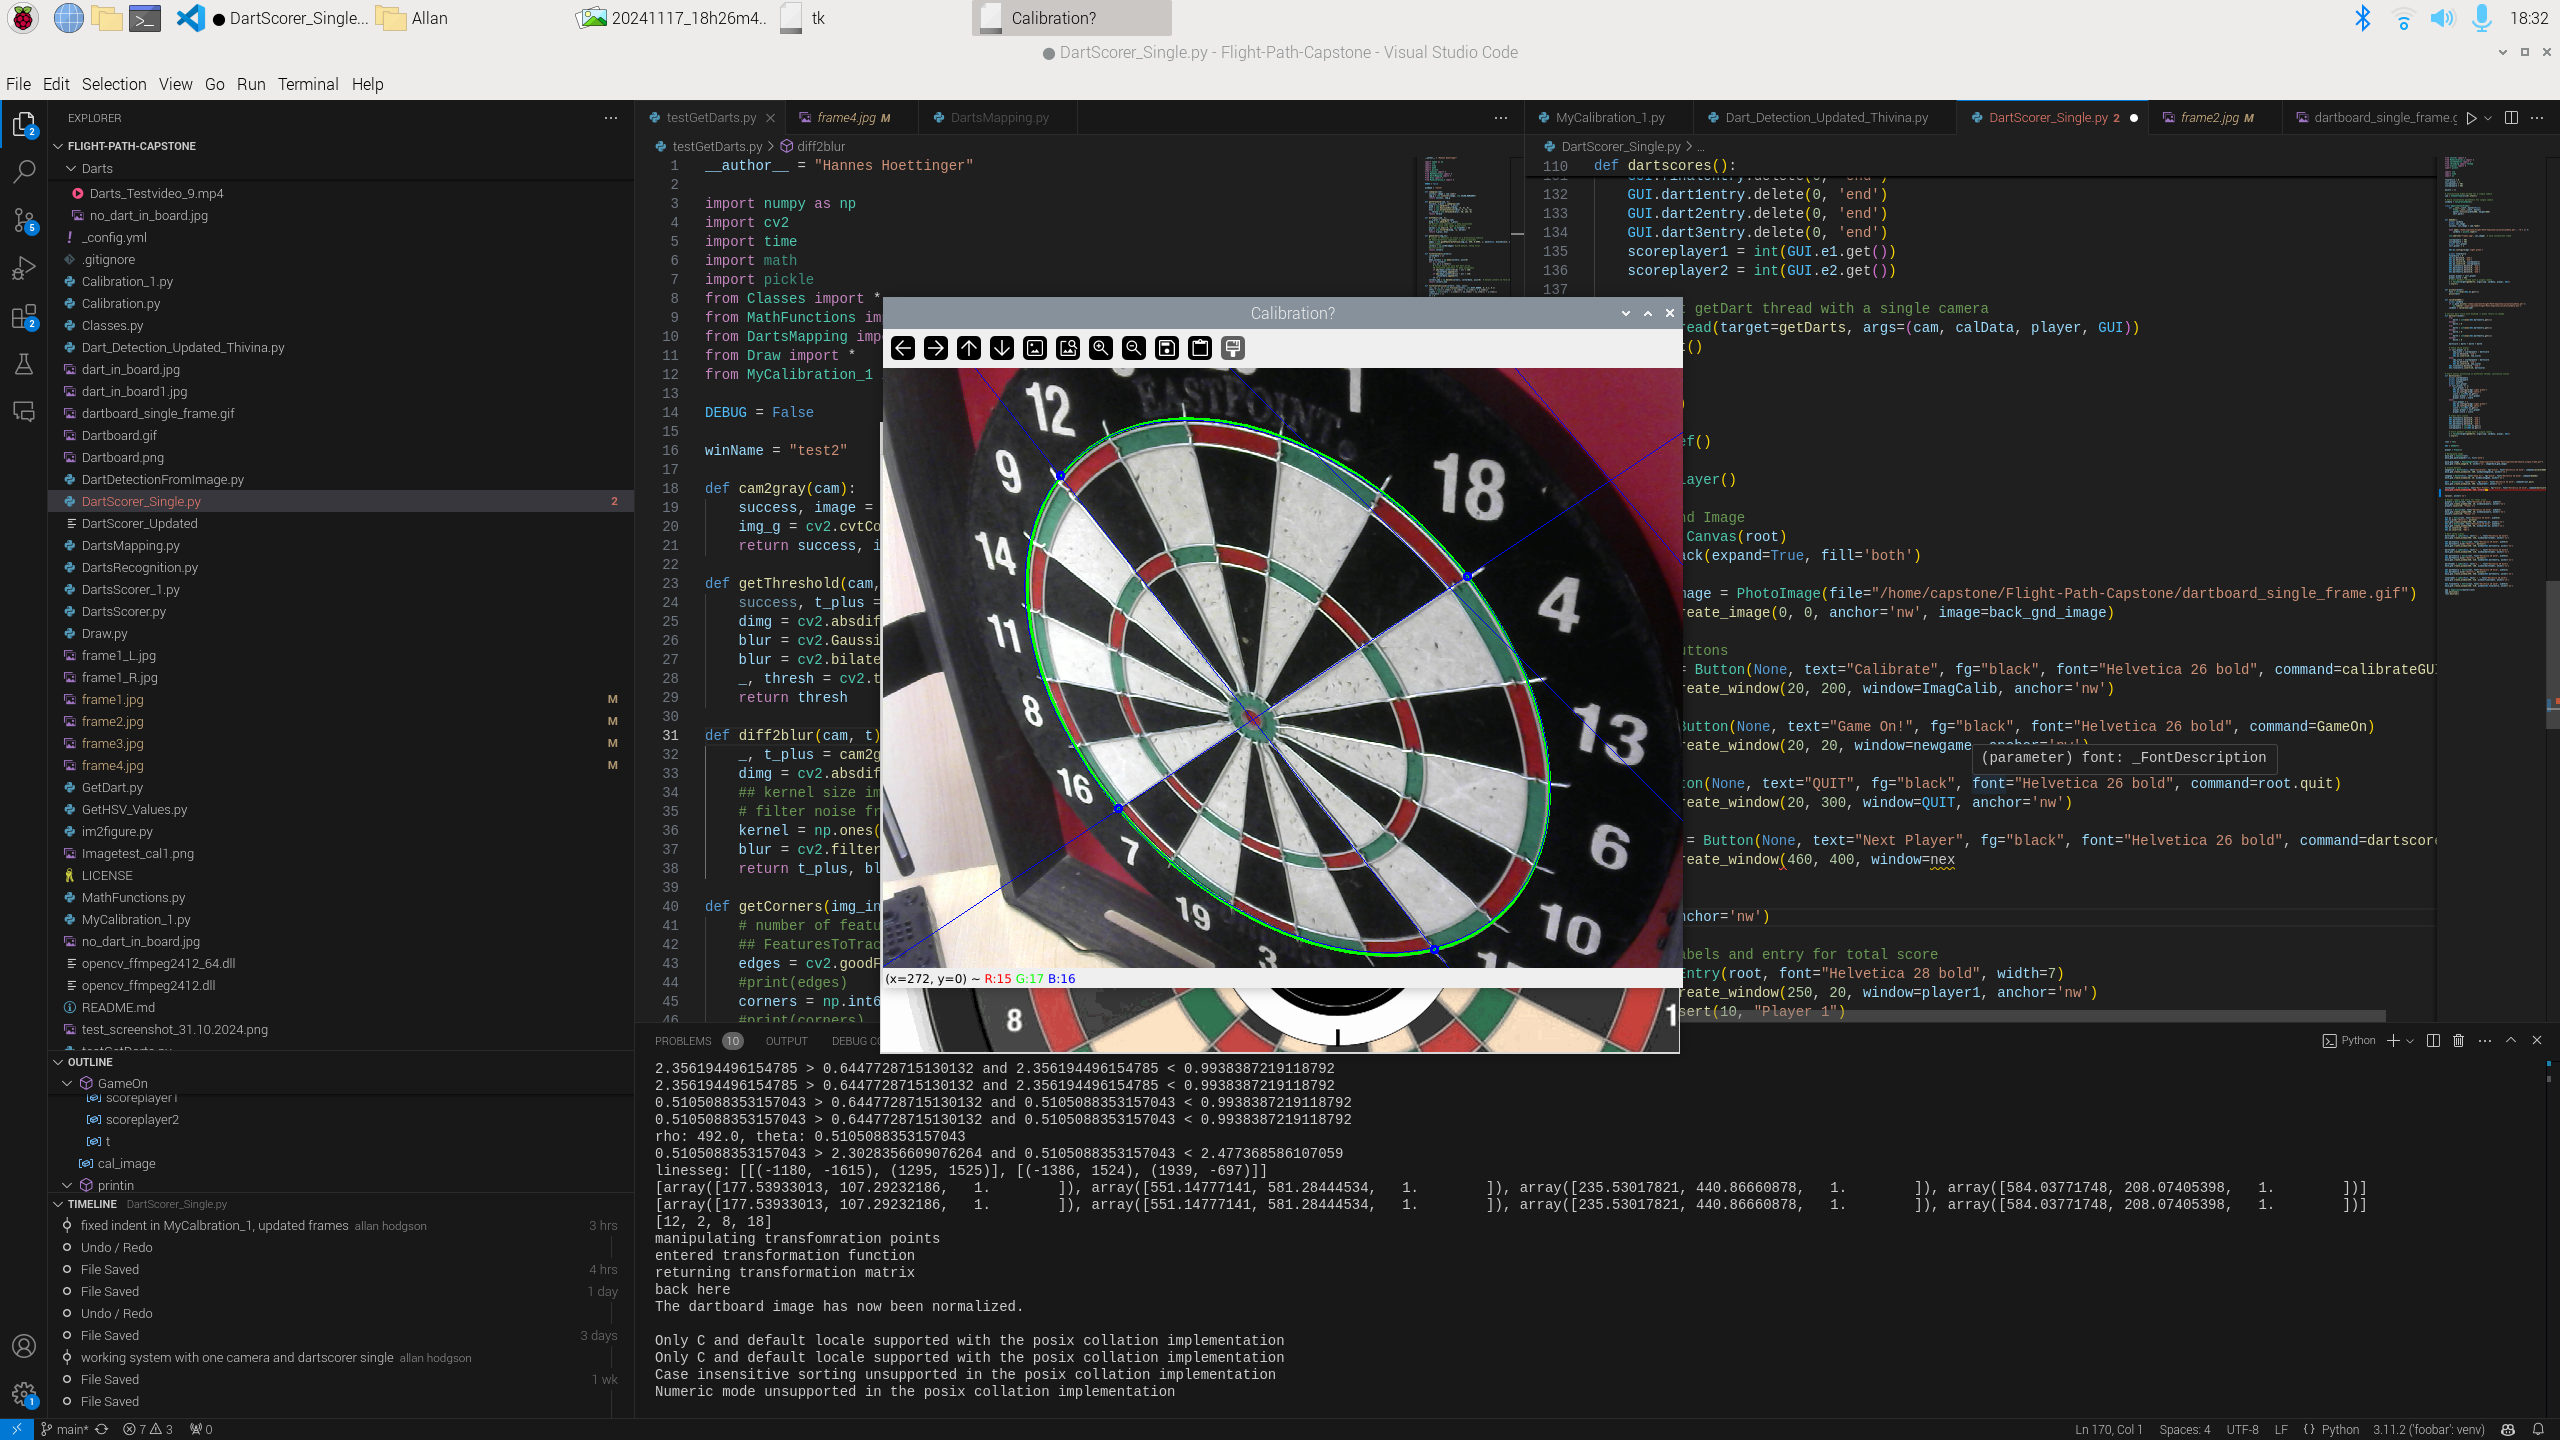 DartScorer_Single...
Allan
20241117_18h26m4..
tk
Calibration?
18:32
DartScorer_Single.py - Flight-Path-Capstone - Visual Studio Code
File Edit Selection View Go Run Terminal Help
EXPLORER
FLIGHT-PATH-CAPSTONE
Darts
Darts_Testvideo_9.mp4
no_dart_in_board.jpg
_config.yml
.gitignore
Calibration_1.py
Calibration.py
Classes.py
Dart_Detection_Updated_Thivina.py
dart_in_board.jpg
dart_in_board1.jpg
dartboard_single_frame.gif
Dartboard.gif
Dartboard.png
DartDetectionFromImage.py
DartScorer_Single.py 2
DartScorer_Updated
DartsMapping.py
DartsRecognition.py
DartsScorer_1.py
DartsScorer.py
Draw.py
frame1_L.jpg
frame1_R.jpg
frame1.jpg M
frame2.jpg M
frame3.jpg M
frame4.jpg M
GetDart.py
GetHSV_Values.py
im2figure.py
Imagetest_cal1.png
LICENSE
MathFunctions.py
MyCalibration_1.py
no_dart_in_board.jpg
opencv_ffmpeg2412_64.dll
opencv_ffmpeg2412.dll
README.md
test_screenshot_31.10.2024.png
OUTLINE
GameOn
scoreplayer1
scoreplayer2
t
cal_image
printin
TIMELINE DartScorer_Single.py
fixed indent in MyCalbration_1, updated frames allan hodgson 3 hrs
Undo / Redo
File Saved 4 hrs
File Saved 1 day
Undo / Redo
File Saved 3 days
working system with one camera and dartscorer single allan hodgson
File Saved 1 wk
File Saved
testGetDarts.py
frame4.jpg M
DartsMapping.py
testGetDarts.py > diff2blur
1 __author__ = "Hannes Hoettinger"
2
3 import numpy as np
4 import cv2
5 import time
6 import math
7 import pickle
8 from Classes import *
9 from MathFunctions im
10 from DartsMapping imp
11 from Draw import *
12 from MyCalibration_1
13
14 DEBUG = False
15
16 winName = "test2"
17
18 def cam2gray(cam):
19 success, image =
20 img_g = cv2.cvtCo
21 return success, i
22
23 def getThreshold(cam,
24 success, t_plus =
25 dimg = cv2.absdif
26 blur = cv2.Gaussi
27 blur = cv2.bilate
28 _, thresh = cv2.t
29 return thresh
30
31 def diff2blur(cam, t)
32 _, t_plus = cam2g
33 dimg = cv2.absdif
34 ## kernel size im
35 # filter noise fr
36 kernel = np.ones(
37 blur = cv2.filter
38 return t_plus, bl
39
40 def getCorners(img_in
41 # number of featu
42 ## FeaturesToTrac
43 edges = cv2.goodF
44 #print(edges)
45 corners = np.int6
46 #print(corners)
MyCalibration_1.py
Dart_Detection_Updated_Thivina.py
DartScorer_Single.py 2
frame2.jpg M
dartboard_single_frame.g
DartScorer_Single.py > ...
110 def dartscores():
132 GUI.dart1entry.delete(0, 'end')
133 GUI.dart2entry.delete(0, 'end')
134 GUI.dart3entry.delete(0, 'end')
135 scoreplayer1 = int(GUI.e1.get())
136 scoreplayer2 = int(GUI.e2.get())
137
getDart thread with a single camera
read(target=getDarts, args=(cam, calData, player, GUI))
t()
)
ef()
layer()
nd Image
Canvas(root)
ack(expand=True, fill='both')
mage = PhotoImage(file="/home/capstone/Flight-Path-Capstone/dartboard_single_frame.gif")
reate_image(0, 0, anchor='nw', image=back_gnd_image)
uttons
= Button(None, text="Calibrate", fg="black", font="Helvetica 26 bold", command=calibrateGUI
reate_window(20, 200, window=ImagCalib, anchor='nw')
Button(None, text="Game On!", fg="black", font="Helvetica 26 bold", command=GameOn)
reate_window(20, 20, window=newgame, anchor='nw')
(parameter) font: _FontDescription
ton(None, text="QUIT", fg="black", font="Helvetica 26 bold", command=root.quit)
reate_window(20, 300, window=QUIT, anchor='nw')
= Button(None, text="Next Player", fg="black", font="Helvetica 26 bold", command=dartscore
reate_window(460, 400, window=nex
nchor='nw')
abels and entry for total score
Entry(root, font="Helvetica 28 bold", width=7)
reate_window(250, 20, window=player1, anchor='nw')
sert(10, "Player 1")
Calibration?
EASTPOINT
12
1
9
18
14
4
11
8
13
16
6
7
10
19
3
(x=272, y=0) ~ R:15 G:17 B:16
8
1
PROBLEMS 10 OUTPUT DEBUG CO
Python
2.356194496154785 > 0.6447728715130132 and 2.356194496154785 < 0.9938387219118792
2.356194496154785 > 0.6447728715130132 and 2.356194496154785 < 0.9938387219118792
0.5105088353157043 > 0.6447728715130132 and 0.5105088353157043 < 0.9938387219118792
0.5105088353157043 > 0.6447728715130132 and 0.5105088353157043 < 0.9938387219118792
rho: 492.0, theta: 0.5105088353157043
0.5105088353157043 > 2.3028356609076264 and 0.5105088353157043 < 2.477368586107059
linesseg: [[(-1180, -1615), (1295, 1525)], [(-1386, 1524), (1939, -697)]]
[array([177.53933013, 107.29232186, 1. ]), array([551.14777141, 581.28444534, 1. ]), array([235.53017821, 440.86660878, 1. ]), array([584.03771748, 208.07405398, 1. ])]
[array([177.53933013, 107.29232186, 1. ]), array([551.14777141, 581.28444534, 1. ]), array([235.53017821, 440.86660878, 1. ]), array([584.03771748, 208.07405398, 1. ])]
[12, 2, 8, 18]
manipulating transfomration points
entered transformation function
returning transformation matrix
back here
The dartboard image has now been normalized.
Only C and default locale supported with the posix collation implementation
Only C and default locale supported with the posix collation implementation
Case insensitive sorting unsupported in the posix collation implementation
Numeric mode unsupported in the posix collation implementation
main* 7 3 0
Ln 170, Col 1 Spaces: 4 UTF-8 LF Python 3.11.2 ('foobar': venv)